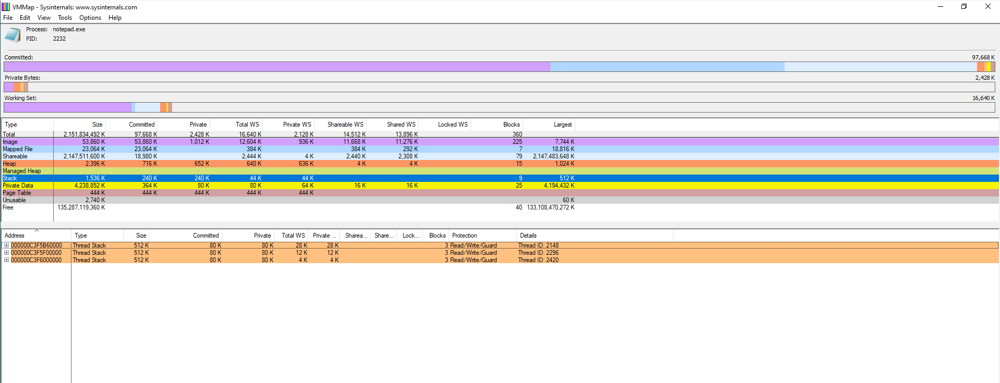 VMMap - Sysinternals: www.sysinternals.com
File Edit View Tools Options Help
Process: notepad.exe
PID: 2232
Committed: 97,668 K
Private Bytes: 2,428 K
Working Set: 16,640 K
Type Size Committed Private Total WS Private WS Shareable WS Shared WS Locked WS Blocks Largest
Total 2,151,834,492 K 97,668 K 2,428 K 16,640 K 2,128 K 14,512 K 13,896 K 360
Image 53,860 K 53,860 K 1,012 K 12,604 K 936 K 11,668 K 11,276 K 225 7,744 K
Mapped File 23,064 K 23,064 K 384 K 384 K 292 K 7 18,816 K
Shareable 2,147,511,600 K 18,980 K 2,444 K 4 K 2,440 K 2,308 K 79 2,147,483,648 K
Heap 2,396 K 716 K 652 K 640 K 636 K 4 K 4 K 15 1,024 K
Managed Heap
Stack 1,536 K 240 K 240 K 44 K 44 K 9 512 K
Private Data 4,238,852 K 364 K 80 K 80 K 64 K 16 K 16 K 25 4,194,432 K
Page Table 444 K 444 K 444 K 444 K 444 K
Unusable 2,740 K 60 K
Free 135,287,119,360 K 40 133,108,470,272 K
Address Type Size Committed Private Total WS Private ... Sharea... Share... Lock... Blocks Protection Details
000000C3F5B60000 Thread Stack 512 K 80 K 80 K 28 K 28 K 3 Read/Write/Guard Thread ID: 2148
000000C3F5F00000 Thread Stack 512 K 80 K 80 K 12 K 12 K 3 Read/Write/Guard Thread ID: 2296
000000C3F6000000 Thread Stack 512 K 80 K 80 K 4 K 4 K 3 Read/Write/Guard Thread ID: 2420